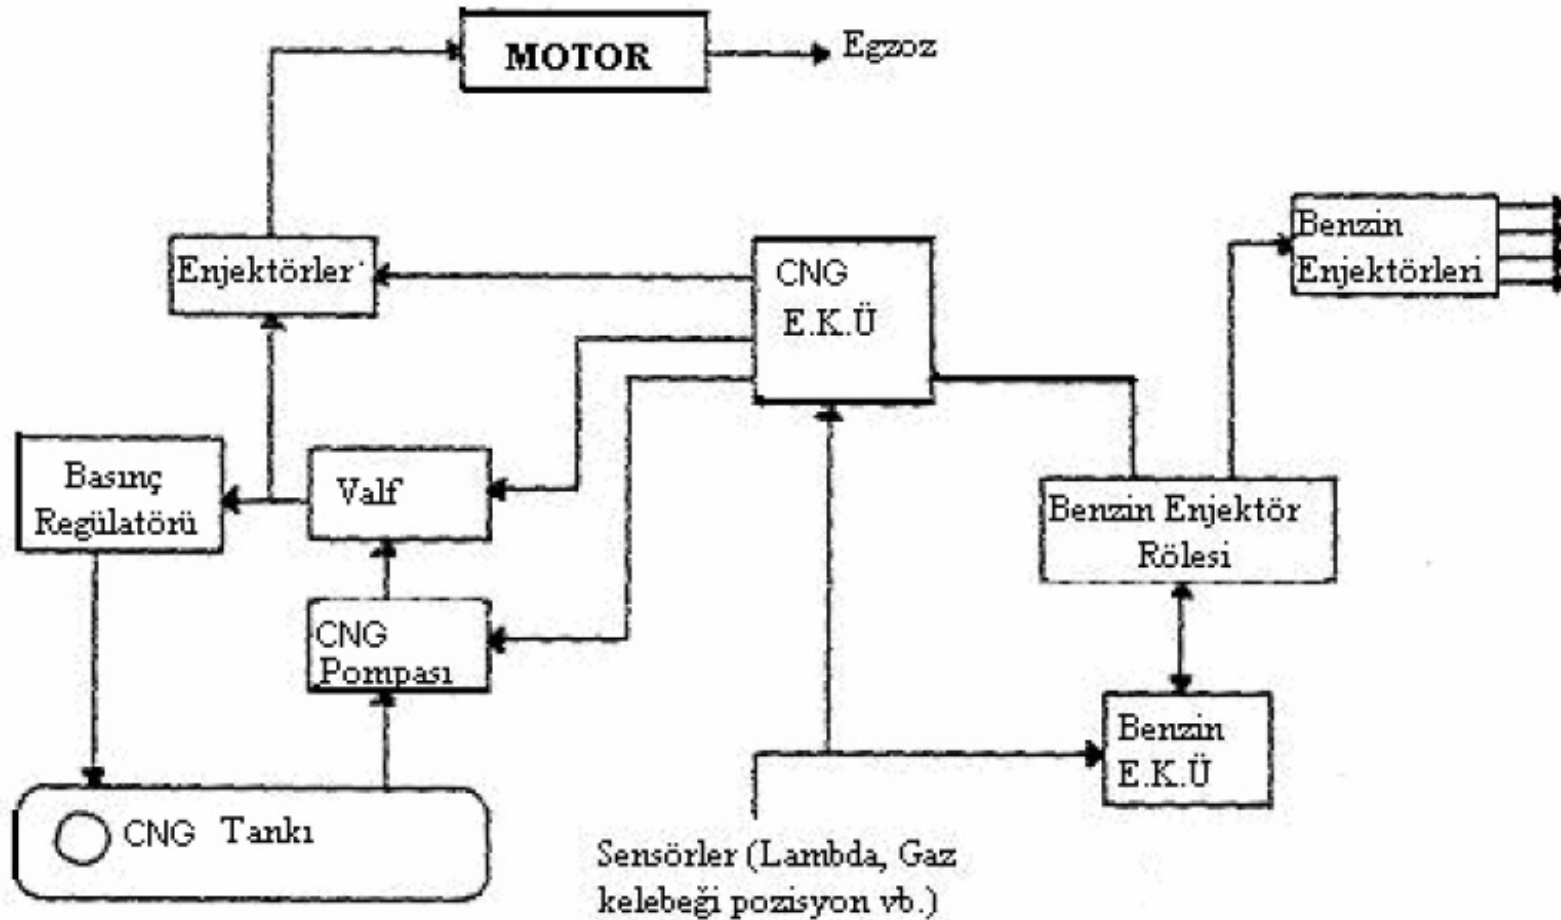 MOTOR
Egzoz
Enjektörler
CNG
E.K.Ü
Benzin
Enjektörleri
Basınç
Regülatörü
Valf
Benzin Enjektör
Rölesi
CNG
Pompası
Benzin
E.K.Ü
CNG Tankı
Sensörler (Lambda, Gaz
kelebeği pozisyon vb.)